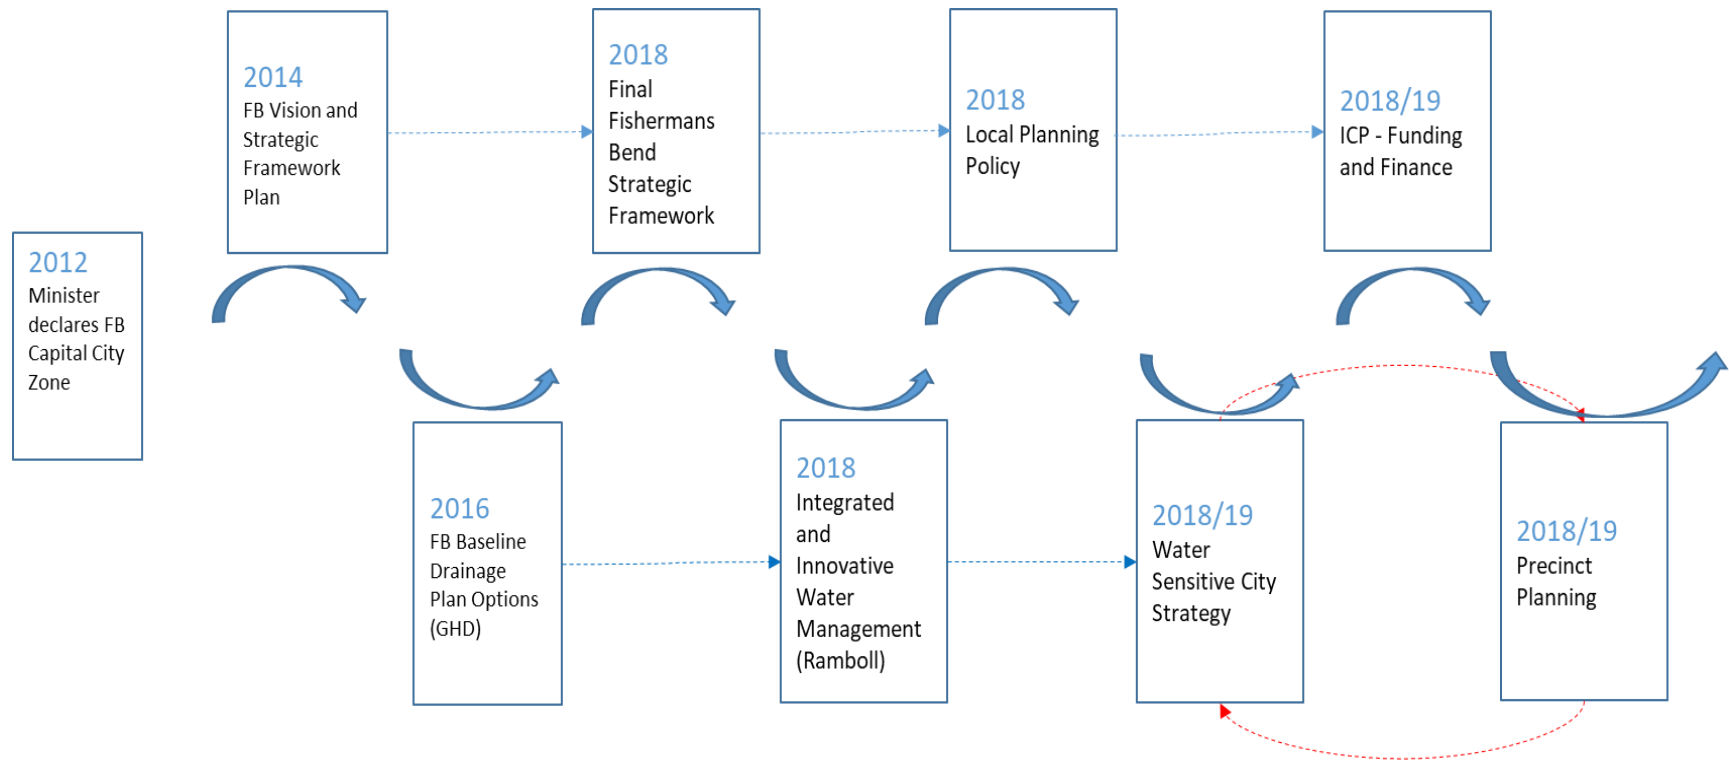 2012
Minister
declares FB
Capital City
Zone
2014
FB Vision and
Strategic
Framework
Plan
2016
FB Baseline
Drainage
Plan Options
(GHD)
2018
Final
Fishermans
Bend
Strategic
Framework
2018
Integrated
and
Innovative
Water
Management
(Ramboll)
2018
Local Planning
Policy
2018/19
Water
Sensitive City
Strategy
2018/19
ICP - Funding
and Finance
2018/19
Precinct
Planning